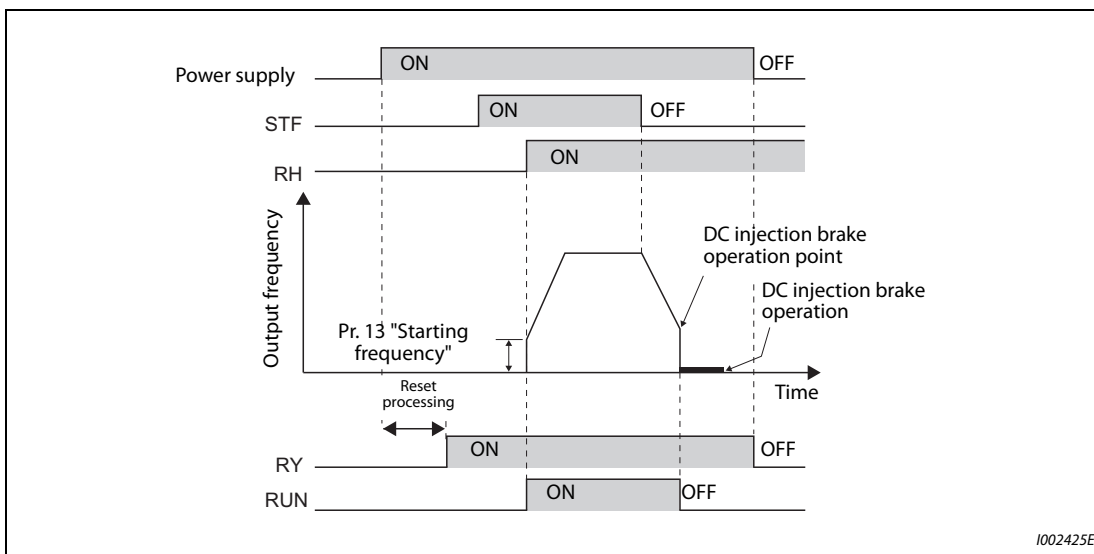 Power supply
ON
OFF
STF
ON
OFF
RH
ON
Output frequency
DC injection brake
operation point
DC injection brake
operation
Pr. 13 "Starting
frequency"
Time
Reset
processing
RY
ON
OFF
RUN
ON
OFF
I002425E